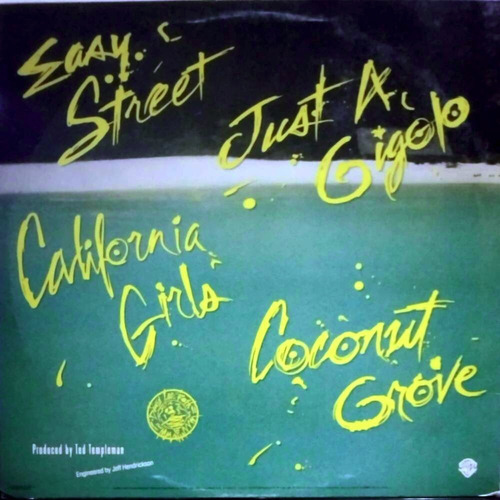 Easy
Street
Just A
Gigolo
California
Girls
Coconut
Grove
Produced by Ted Templeman
Engineered by Jeff Hendrickson